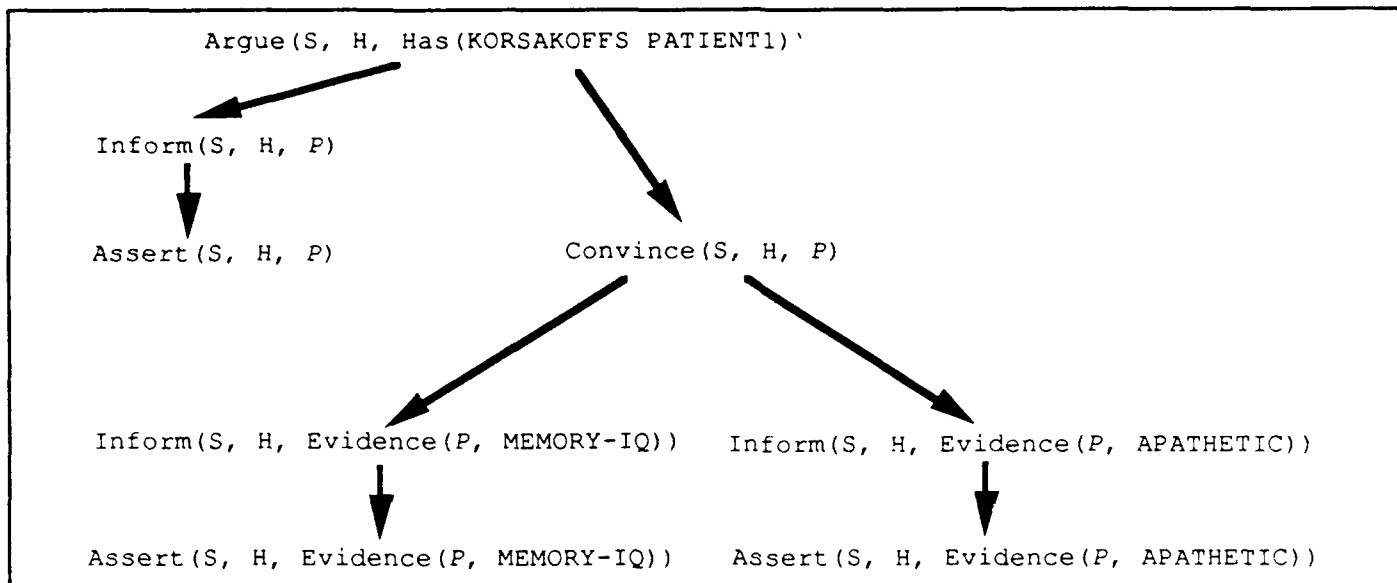 Argue(S, H, Has(KORSAKOFFS PATIENT1)`
Inform(S, H, P)
Assert(S, H, P)
Convince(S, H, P)
Inform(S, H, Evidence(P, MEMORY-IQ))
Inform(S, H, Evidence(P, APATHETIC))
Assert(S, H, Evidence(P, MEMORY-IQ))
Assert(S, H, Evidence(P, APATHETIC))